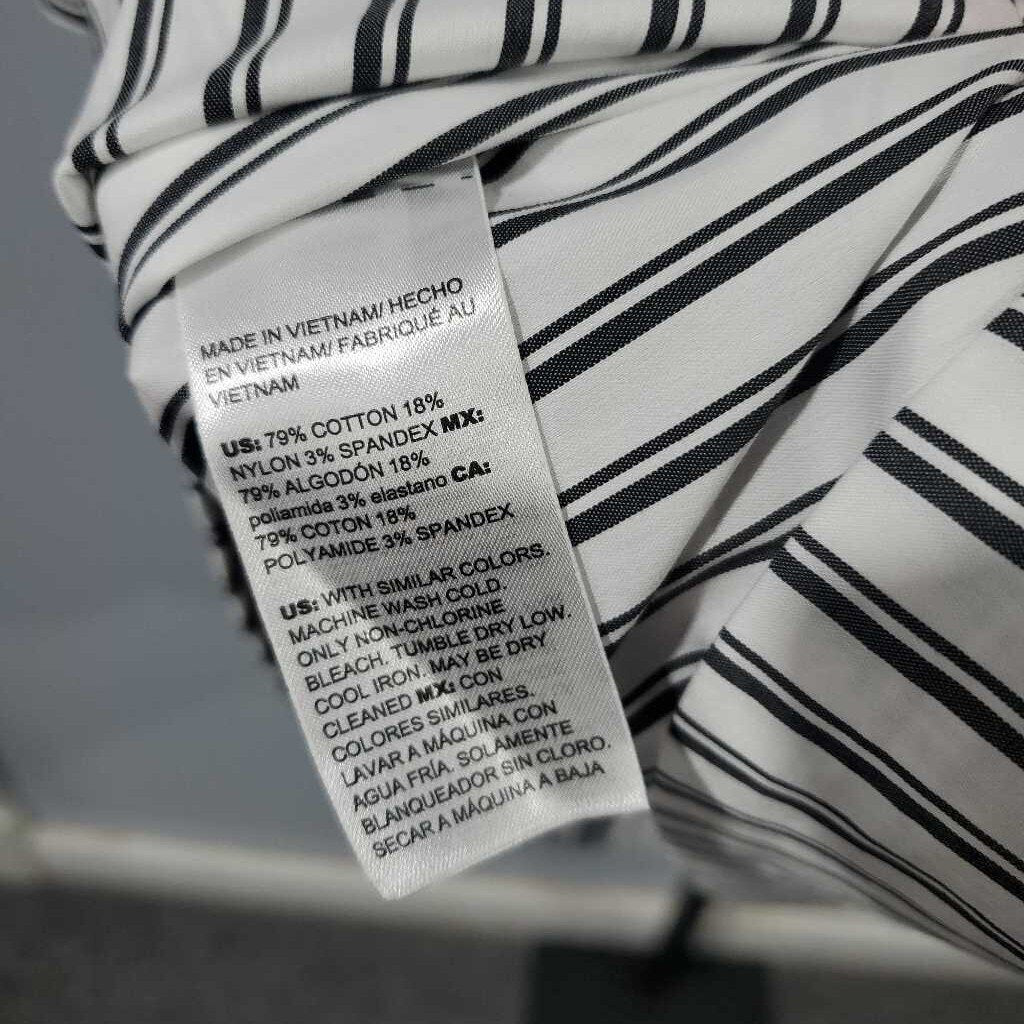 MADE IN VIETNAM/ HECHO
EN VIETNAM/ FABRIQUÉ AU
VIETNAM
US: 79% COTTON 18%
NYLON 3% SPANDEX MX:
79% ALGODÓN 18%
poliamida 3% elastano CA:
79% COTON 18%
POLYAMIDE 3% SPANDEX
US: WITH SIMILAR COLORS.
MACHINE WASH COLD.
ONLY NON-CHLORINE
BLEACH. TUMBLE DRY LOW.
COOL IRON. MAY BE DRY
CLEANED MX: CON
COLORES SIMILARES.
LAVAR A MÁQUINA CON
AGUA FRÍA. SOLAMENTE
BLANQUEADOR SIN CLORO.
SECAR A MÁQUINA A BAJA